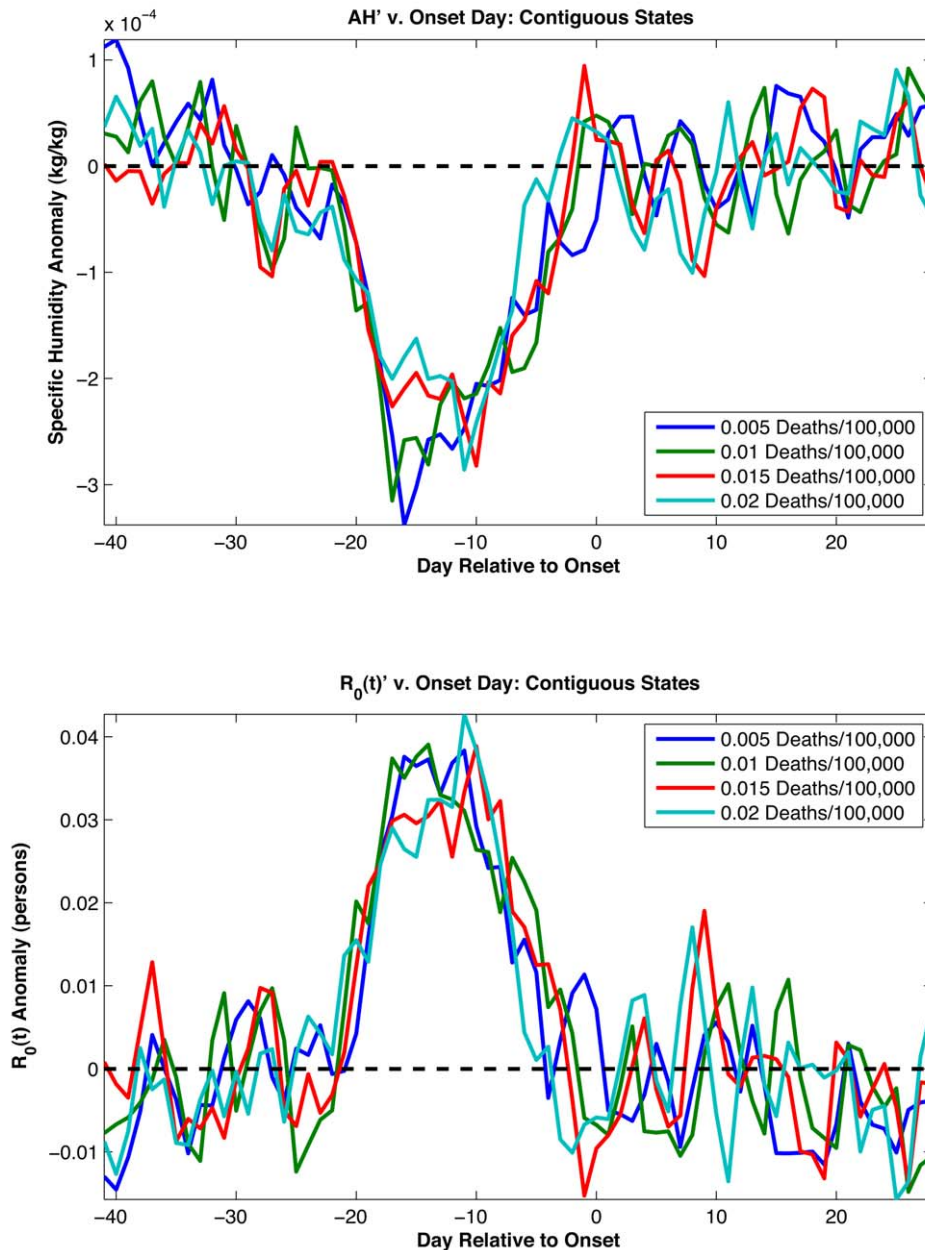 AH' v. Onset Day: Contiguous States
x 10⁻⁴
1
0
−1
−2
−3
Specific Humidity Anomaly (kg/kg)
0.005 Deaths/100,000
0.01 Deaths/100,000
0.015 Deaths/100,000
0.02 Deaths/100,000
−40 −30 −20 −10 0 10 20
Day Relative to Onset
R₀(t)' v. Onset Day: Contiguous States
0.04
0.03
0.02
0.01
0
−0.01
R₀(t) Anomaly (persons)
0.005 Deaths/100,000
0.01 Deaths/100,000
0.015 Deaths/100,000
0.02 Deaths/100,000
−40 −30 −20 −10 0 10 20
Day Relative to Onset